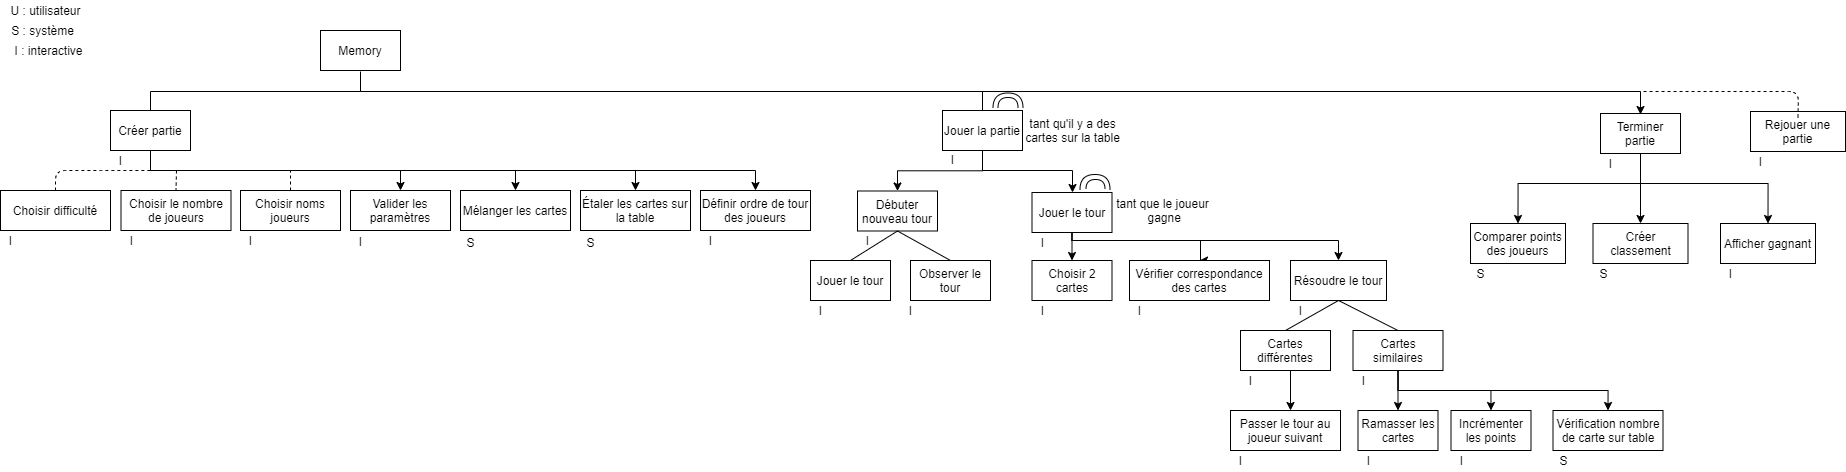 U : utilisateur
S : système
I : interactive
Memory
Créer partie
I
Jouer la partie
I
tant qu'il y a des
cartes sur la table
Terminer
partie
I
Rejouer une
partie
I
Choisir difficulté
I
Choisir le nombre
de joueurs
I
Choisir noms
joueurs
I
Valider les
paramètres
I
Mélanger les cartes
S
Étaler les cartes sur
la table
S
Définir ordre de tour
des joueurs
I
Débuter
nouveau tour
I
Jouer le tour
I
tant que le joueur
gagne
Comparer points
des joueurs
S
Créer
classement
S
Afficher gagnant
I
Jouer le tour
I
Observer le
tour
I
Choisir 2
cartes
I
Vérifier correspondance
des cartes
I
Résoudre le tour
I
Cartes
différentes
I
Cartes
similaires
I
Passer le tour au
joueur suivant
I
Ramasser les
cartes
I
Incrémenter
les points
I
Vérification nombre
de carte sur table
S